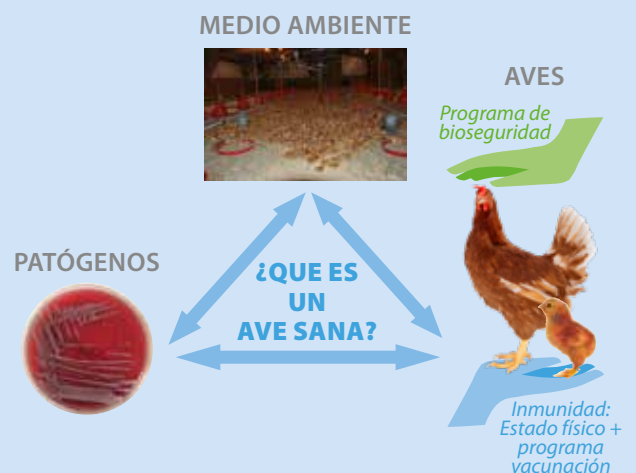 MEDIO AMBIENTE
AVES
Programa de
bioseguridad
PATÓGENOS
¿QUE ES
UN
AVE SANA?
Inmunidad:
Estado físico +
programa
vacunación